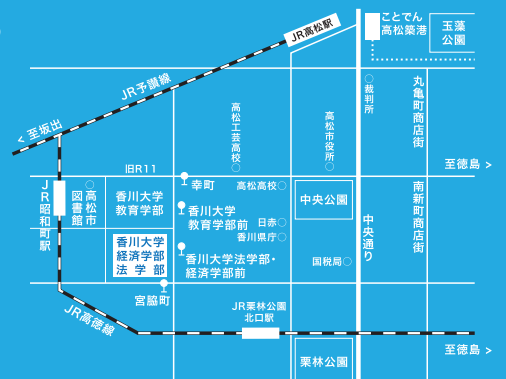 JR高松駅
ことでん
高松築港
玉藻
公園
JR予讃線
< 至坂出
高松工芸高校○
高松市役所○
○裁判所
丸亀町商店街
至徳島 >
旧R11
幸町
高松高校○
JR昭和町駅
○高松市
図書館
香川大学
教育学部
香川大学
教育学部前
中央公園
南新町商店街
日赤○
香川県庁○
中央通り
香川大学
経済学部
法学部
香川大学法学部・
経済学部前
国税局○
宮脇町
JR高徳線
JR栗林公園
北口駅
栗林公園
至徳島 >